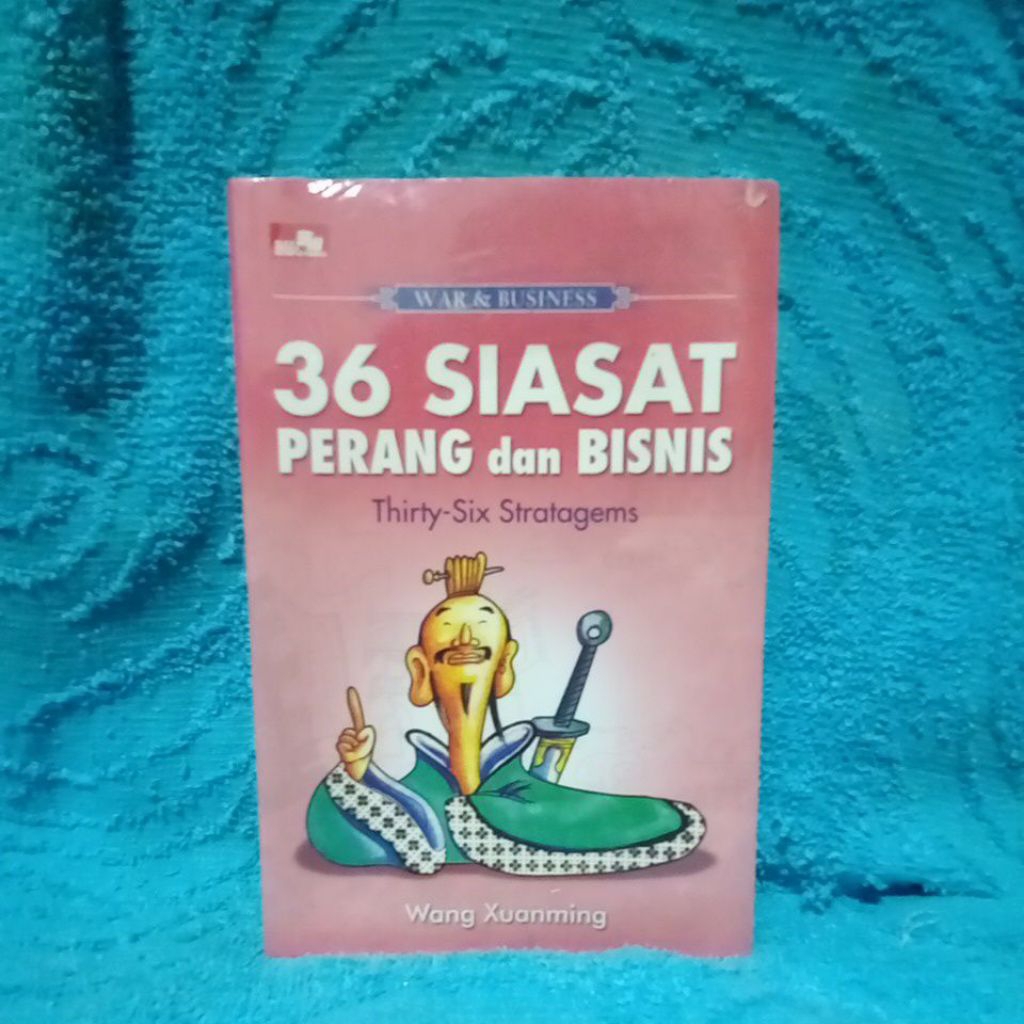 WAR & BUSINESS
36 SIASAT
PERANG dan BISNIS
Thirty-Six Stratagems
Wang Xuanming